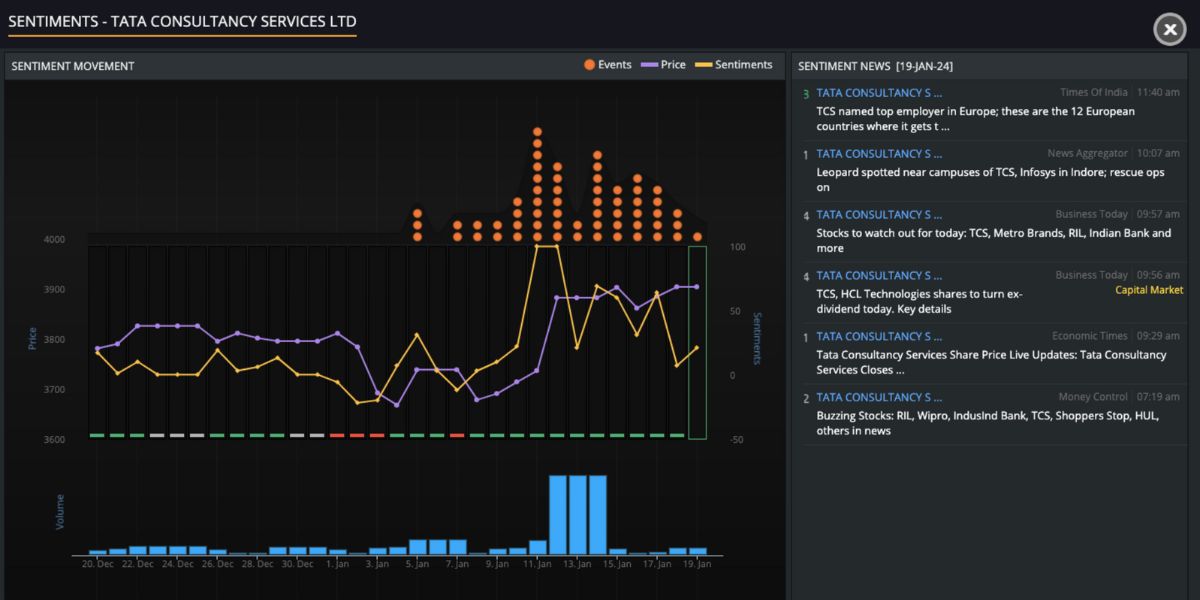 SENTIMENTS - TATA CONSULTANCY SERVICES LTD
SENTIMENT MOVEMENT
Events Price Sentiments
4000
3900
3800
3700
3600
Price
100
50
0
-50
Sentiments
Volume
20. Dec 22. Dec 24. Dec 26. Dec 28. Dec 30. Dec 1. Jan 3. Jan 5. Jan 7. Jan 9. Jan 11. Jan 13. Jan 15. Jan 17. Jan 19. Jan
SENTIMENT NEWS [19-JAN-24]
3 TATA CONSULTANCY S ... Times Of India 11:40 am
TCS named top employer in Europe; these are the 12 European
countries where it gets t ...
1 TATA CONSULTANCY S ... News Aggregator 10:07 am
Leopard spotted near campuses of TCS, Infosys in Indore; rescue ops
on
4 TATA CONSULTANCY S ... Business Today 09:57 am
Stocks to watch out for today: TCS, Metro Brands, RIL, Indian Bank and
more
4 TATA CONSULTANCY S ... Business Today 09:56 am
Capital Market
TCS, HCL Technologies shares to turn ex-
dividend today. Key details
1 TATA CONSULTANCY S ... Economic Times 09:29 am
Tata Consultancy Services Share Price Live Updates: Tata Consultancy
Services Closes ...
2 TATA CONSULTANCY S ... Money Control 07:19 am
Buzzing Stocks: RIL, Wipro, IndusInd Bank, TCS, Shoppers Stop, HUL,
others in news